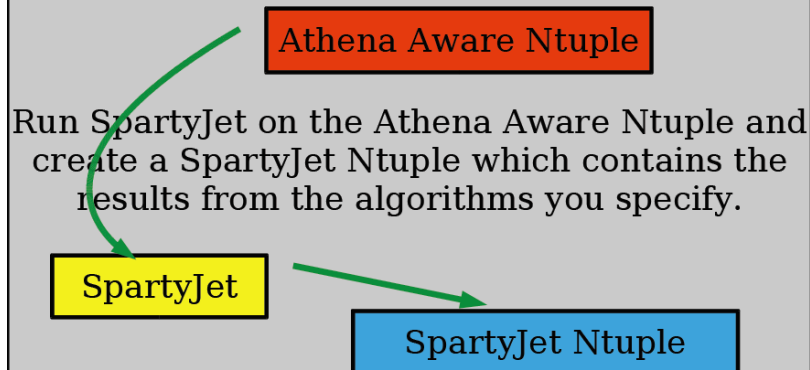 Athena Aware Ntuple
Run SpartyJet on the Athena Aware Ntuple and
create a SpartyJet Ntuple which contains the
results from the algorithms you specify.
SpartyJet
SpartyJet Ntuple